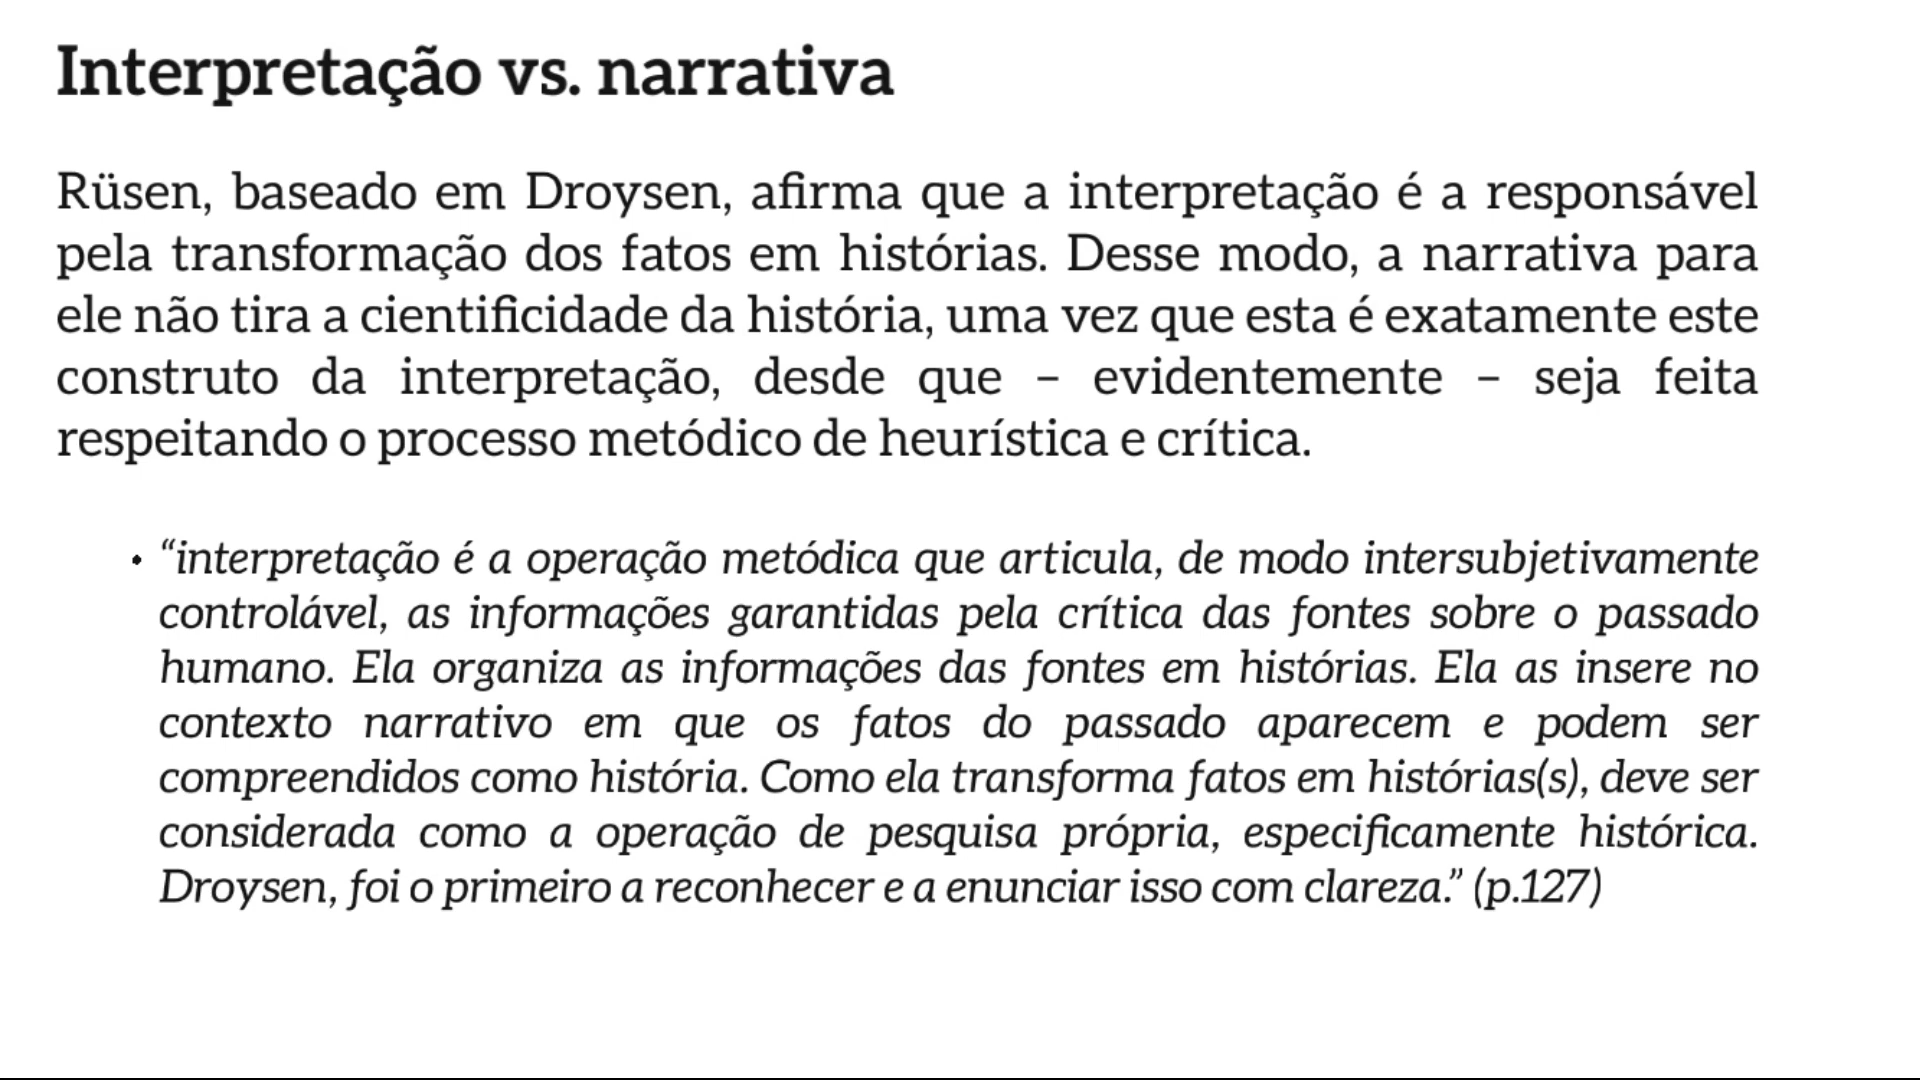 Interpretação vs. narrativa
Rüsen, baseado em Droysen, afirma que a interpretação é a responsável
pela transformação dos fatos em histórias. Desse modo, a narrativa para
ele não tira a cientificidade da história, uma vez que esta é exatamente este
construto da interpretação, desde que – evidentemente – seja feita
respeitando o processo metódico de heurística e crítica.
• “interpretação é a operação metódica que articula, de modo intersubjetivamente
controlável, as informações garantidas pela crítica das fontes sobre o passado
humano. Ela organiza as informações das fontes em histórias. Ela as insere no
contexto narrativo em que os fatos do passado aparecem e podem ser
compreendidos como história. Como ela transforma fatos em histórias(s), deve ser
considerada como a operação de pesquisa própria, especificamente histórica.
Droysen, foi o primeiro a reconhecer e a enunciar isso com clareza.” (p.127)